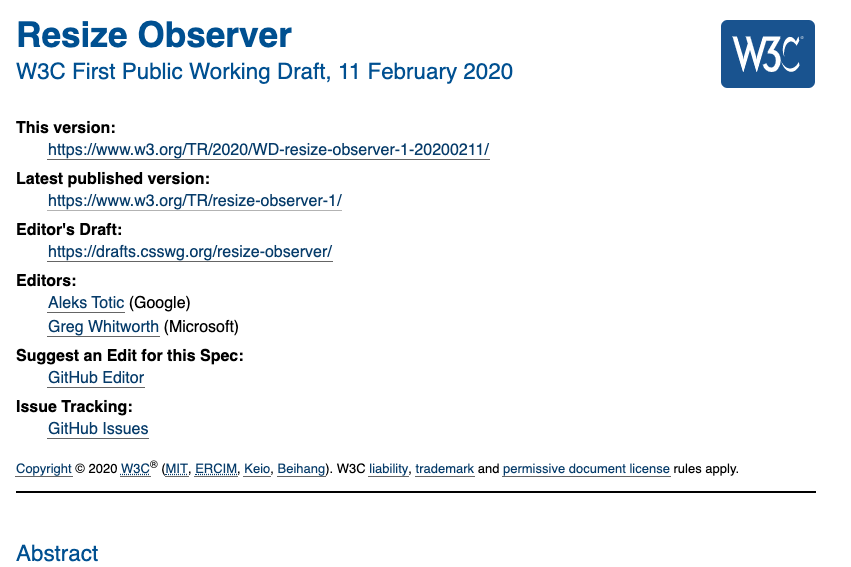 Resize Observer
W3C First Public Working Draft, 11 February 2020
W3C®
This version:
https://www.w3.org/TR/2020/WD-resize-observer-1-20200211/
Latest published version:
https://www.w3.org/TR/resize-observer-1/
Editor's Draft:
https://drafts.csswg.org/resize-observer/
Editors:
Aleks Totic (Google)
Greg Whitworth (Microsoft)
Suggest an Edit for this Spec:
GitHub Editor
Issue Tracking:
GitHub Issues
Copyright © 2020 W3C® (MIT, ERCIM, Keio, Beihang). W3C liability, trademark and permissive document license rules apply.
Abstract